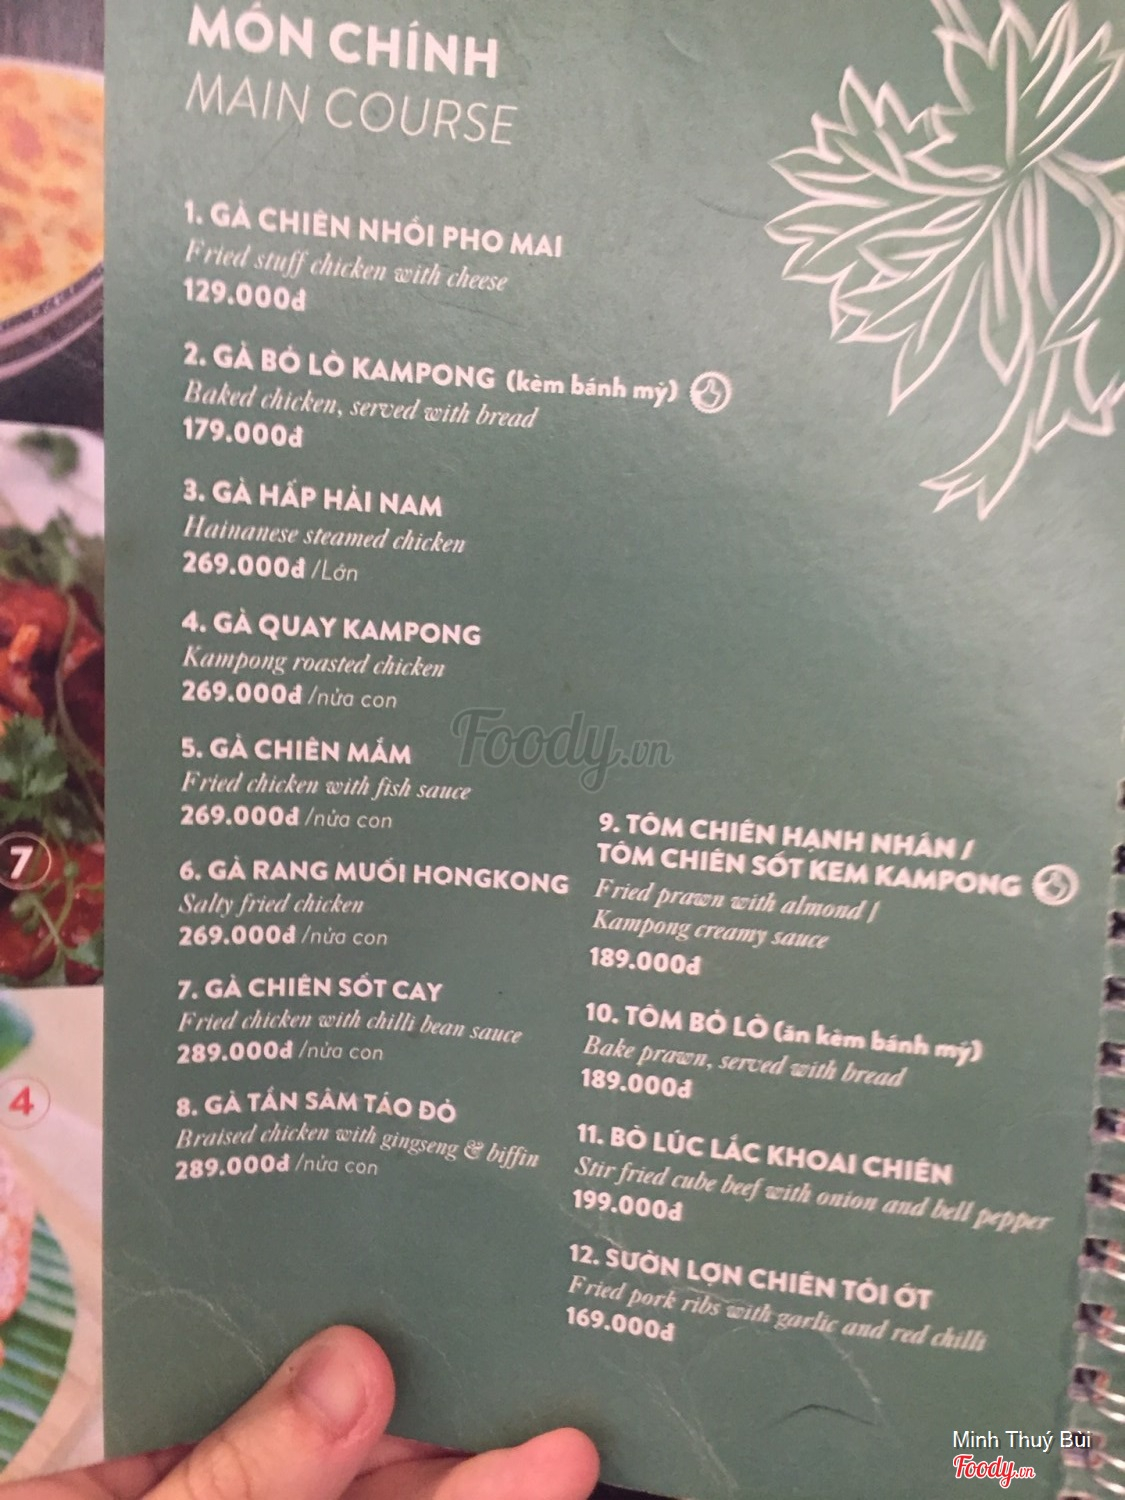 MÓN CHÍNH
MAIN COURSE
1. GÀ CHIÊN NHỒI PHO MAI
Fried stuff chicken with cheese
129.000đ
2. GÀ BỎ LÒ KAMPONG (kèm bánh mỳ)
Baked chicken, served with bread
179.000đ
3. GÀ HẤP HẢI NAM
Hainanese steamed chicken
269.000đ /Lớn
4. GÀ QUAY KAMPONG
Kampong roasted chicken
269.000đ /nửa con
5. GÀ CHIÊN MẮM
Fried chicken with fish sauce
269.000đ /nửa con
6. GÀ RANG MUỐI HONGKONG
Salty fried chicken
269.000đ /nửa con
7. GÀ CHIÊN SỐT CAY
Fried chicken with chilli bean sauce
289.000đ /nửa con
8. GÀ TẦN SÂM TÁO ĐỎ
Braised chicken with gingseng & biffin
289.000đ /nửa con
9. TÔM CHIÊN HẠNH NHÂN /
TÔM CHIÊN SỐT KEM KAMPONG
Fried prawn with almond /
Kampong creamy sauce
189.000đ
10. TÔM BỎ LÒ (ăn kèm bánh mỳ)
Bake prawn, served with bread
189.000đ
11. BÒ LÚC LẮC KHOAI CHIÊN
Stir fried cube beef with onion and bell pepper
199.000đ
12. SƯỜN LỢN CHIÊN TỎI ỚT
Fried pork ribs with garlic and red chilli
169.000đ
7
4
Foody.vn
Minh Thuý Bùi
Foody.vn